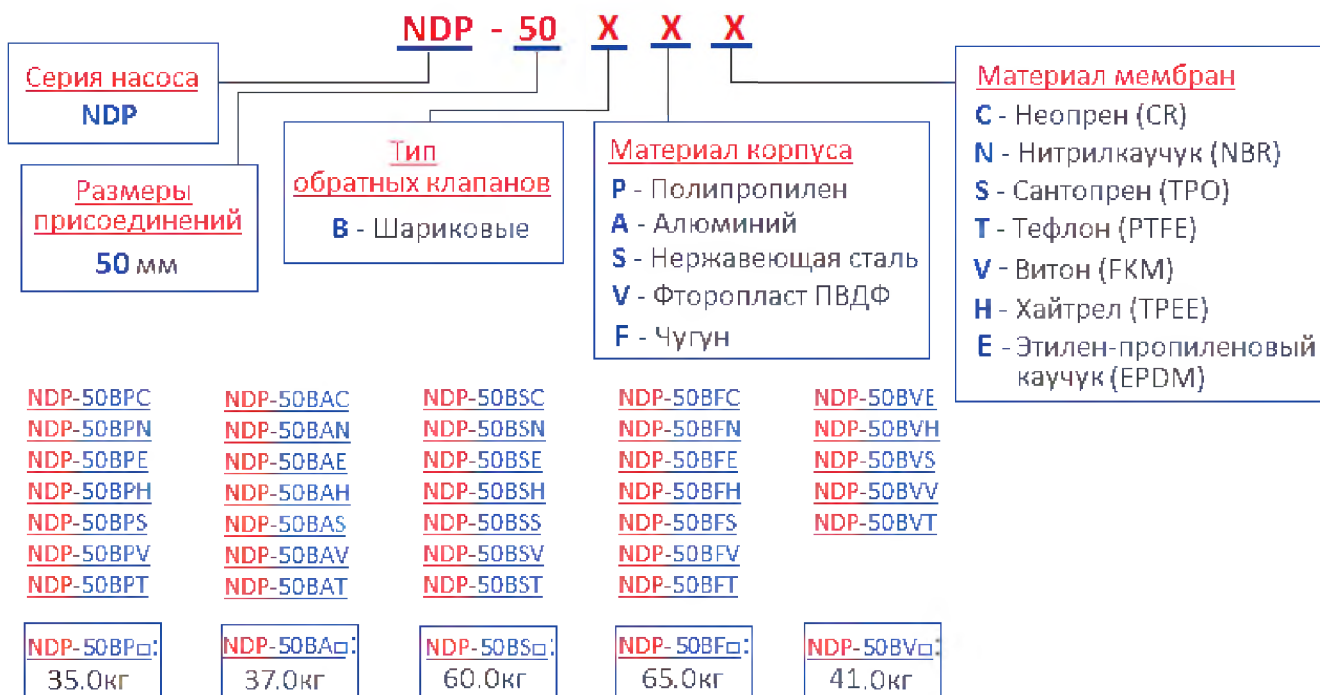 NDP - 50 X X X
Серия насоса
NDP
Размеры
присоединений
50 мм
Тип
обратных клапанов
B - Шариковые
Материал корпуса
P - Полипропилен
A - Алюминий
S - Нержавеющая сталь
V - Фторопласт ПВДФ
F - Чугун
Материал мембран
C - Неопрен (CR)
N - Нитрилкаучук (NBR)
S - Сантопрен (TPO)
T - Тефлон (PTFE)
V - Витон (FKM)
H - Хайтрел (TPEE)
E - Этилен-пропиленовый
каучук (EPDM)
NDP-50BPC
NDP-50BPN
NDP-50BPE
NDP-50BPH
NDP-50BPS
NDP-50BPV
NDP-50BPT
NDP-50BAC
NDP-50BAN
NDP-50BAE
NDP-50BAH
NDP-50BAS
NDP-50BAV
NDP-50BAT
NDP-50BSC
NDP-50BSN
NDP-50BSE
NDP-50BSH
NDP-50BSS
NDP-50BSV
NDP-50BST
NDP-50BFC
NDP-50BFN
NDP-50BFE
NDP-50BFH
NDP-50BFS
NDP-50BFV
NDP-50BFT
NDP-50BVE
NDP-50BVH
NDP-50BVS
NDP-50BVV
NDP-50BVT
NDP-50BP□:
35.0кг
NDP-50BA□:
37.0кг
NDP-50BS□:
60.0кг
NDP-50BF□:
65.0кг
NDP-50BV□:
41.0кг